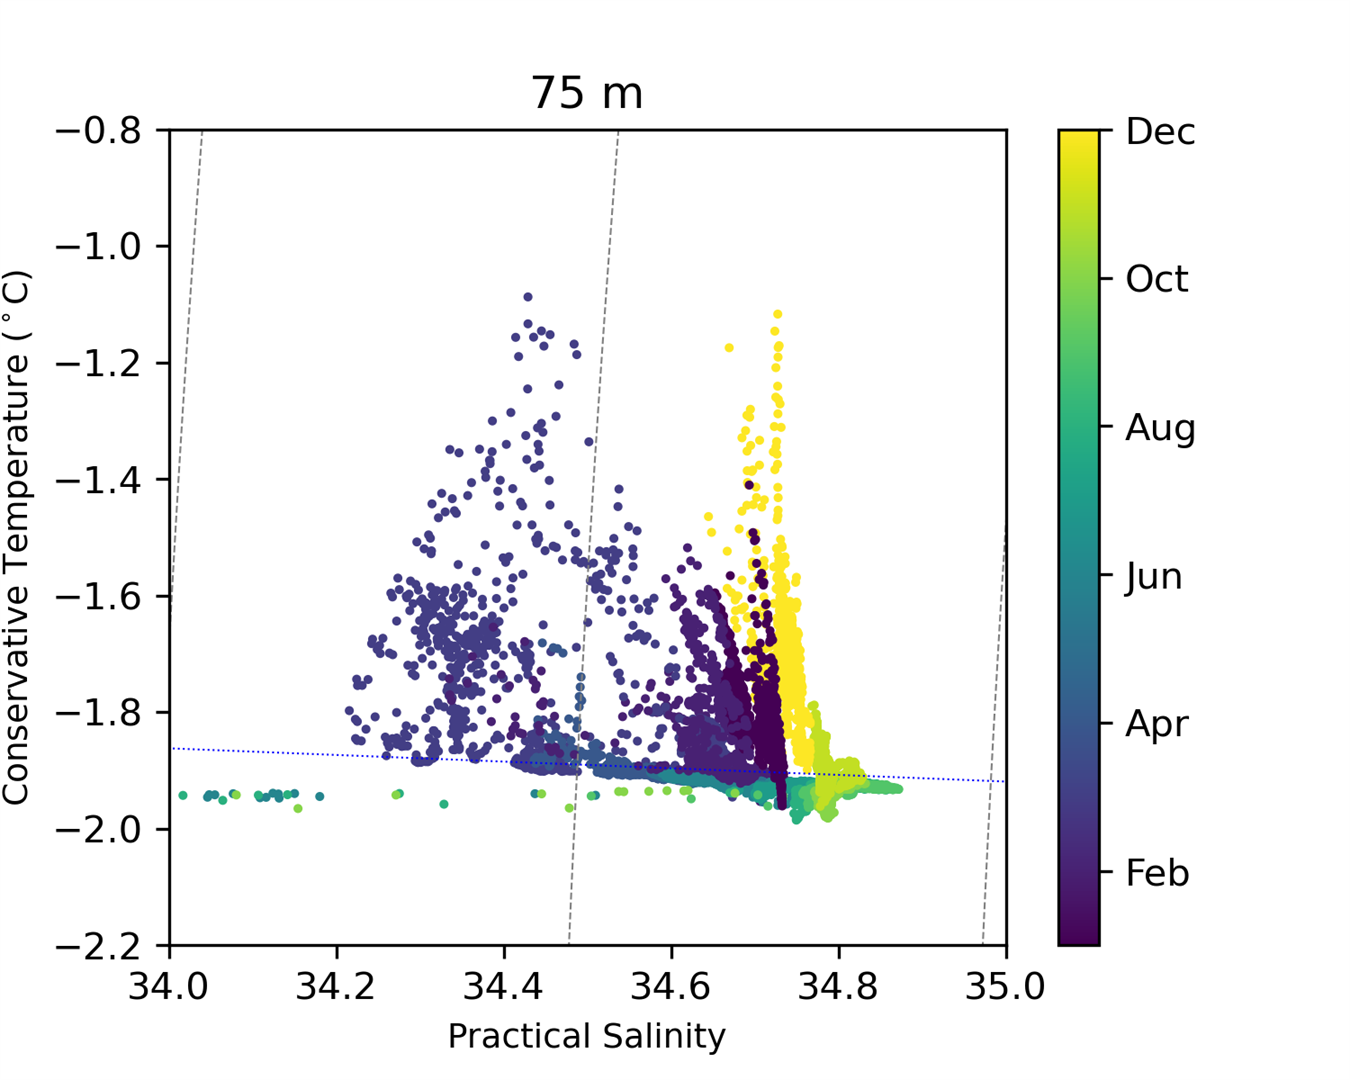 75 m
−0.8
−1.0
−1.2
−1.4
−1.6
−1.8
−2.0
−2.2
Conservative Temperature (°C)
34.0 34.2 34.4 34.6 34.8 35.0
Practical Salinity
Dec
Oct
Aug
Jun
Apr
Feb